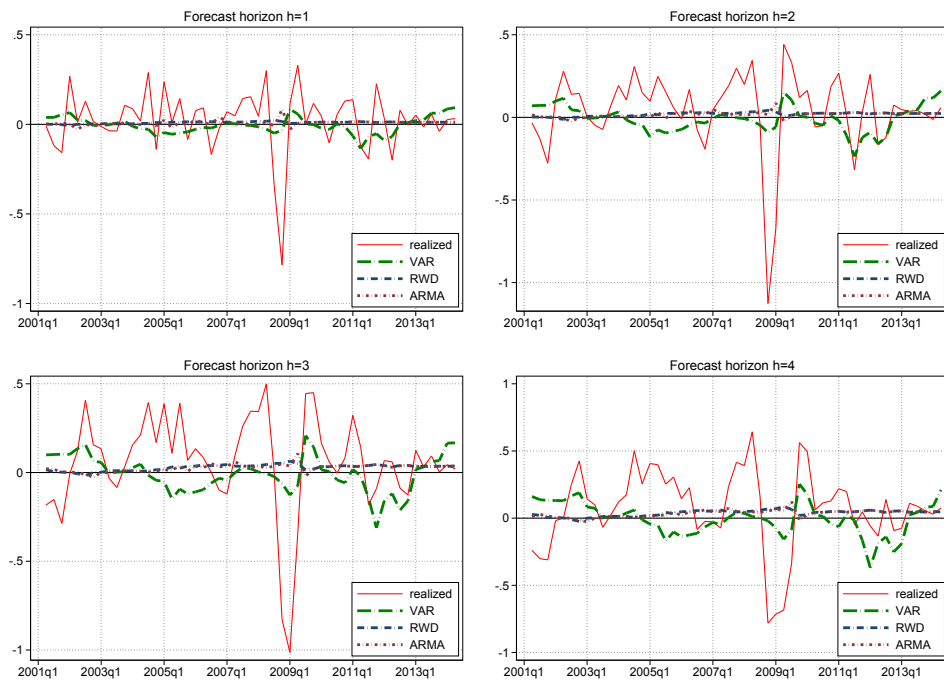 Forecast horizon h=1
.5
0
-.5
-1
2001q1 2003q1 2005q1 2007q1 2009q1 2011q1 2013q1
realized
VAR
RWD
ARMA
Forecast horizon h=2
.5
0
-.5
-1
2001q1 2003q1 2005q1 2007q1 2009q1 2011q1 2013q1
realized
VAR
RWD
ARMA
Forecast horizon h=3
.5
0
-.5
-1
2001q1 2003q1 2005q1 2007q1 2009q1 2011q1 2013q1
realized
VAR
RWD
ARMA
Forecast horizon h=4
1
.5
0
-.5
-1
2001q1 2003q1 2005q1 2007q1 2009q1 2011q1 2013q1
realized
VAR
RWD
ARMA